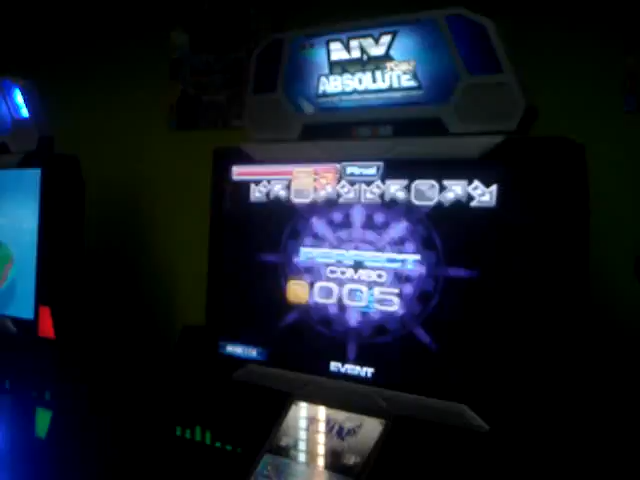 NX
ABSOLUTE
Final
PERFECT
COMBO
005
EVENT